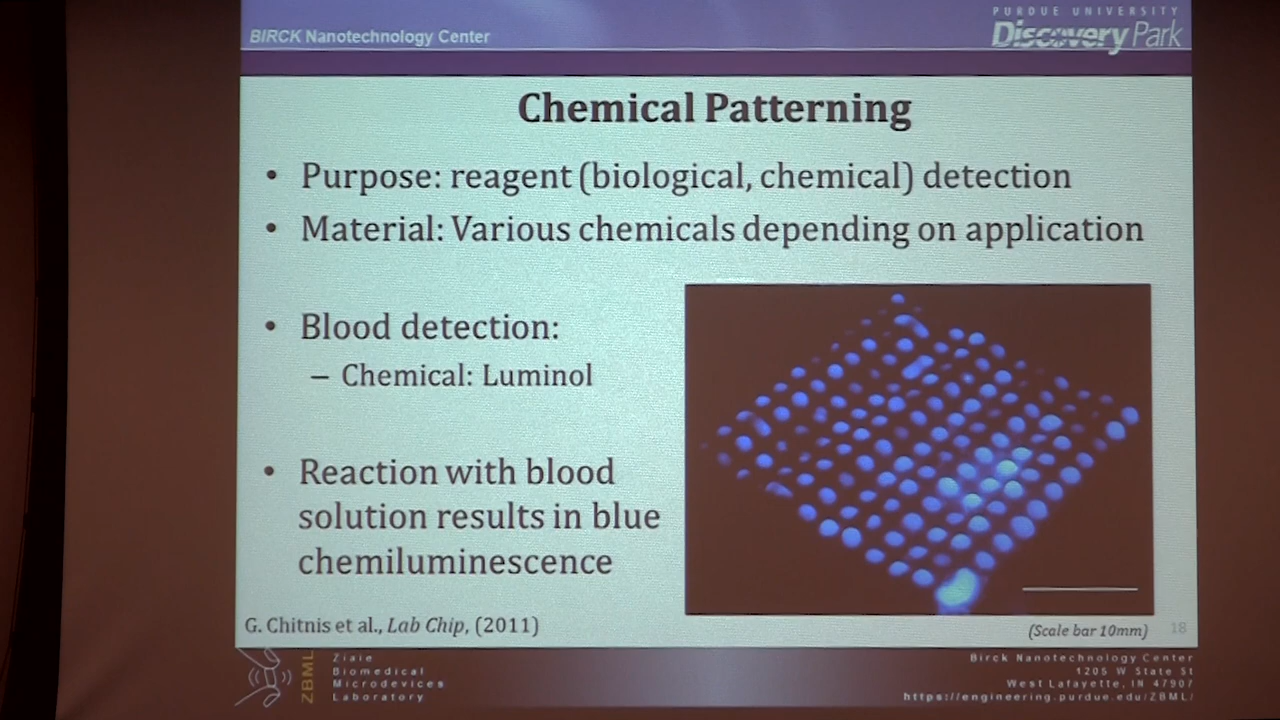 BIRCK Nanotechnology Center
PURDUE UNIVERSITY
Discovery Park
Chemical Patterning
• Purpose: reagent (biological, chemical) detection
• Material: Various chemicals depending on application
• Blood detection:
– Chemical: Luminol
• Reaction with blood
solution results in blue
chemiluminescence
G. Chitnis et al., Lab Chip, (2011)
(Scale bar 10mm)
18
ZBML
Ziaie
Biomedical
Microdevices
Laboratory
Birck Nanotechnology Center
1205 W State St
West Lafayette, IN 47907
https://engineering.purdue.edu/ZBML/